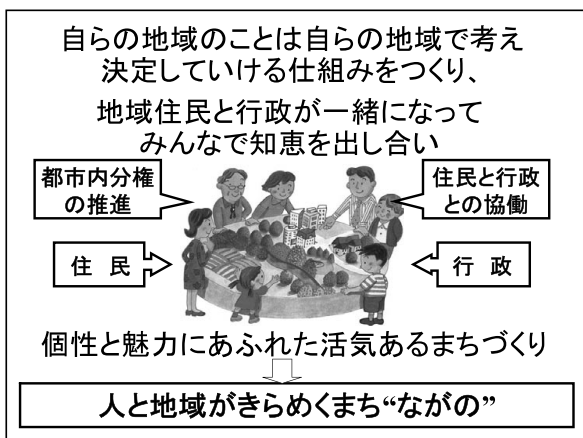 自らの地域のことは自らの地域で考え
決定していける仕組みをつくり、
地域住民と行政が一緒になって
みんなで知恵を出し合い
都市内分権
の推進
住民と行政
との協働
住　民
行　政
個性と魅力にあふれた活気あるまちづくり
人と地域がきらめくまち“ながの”